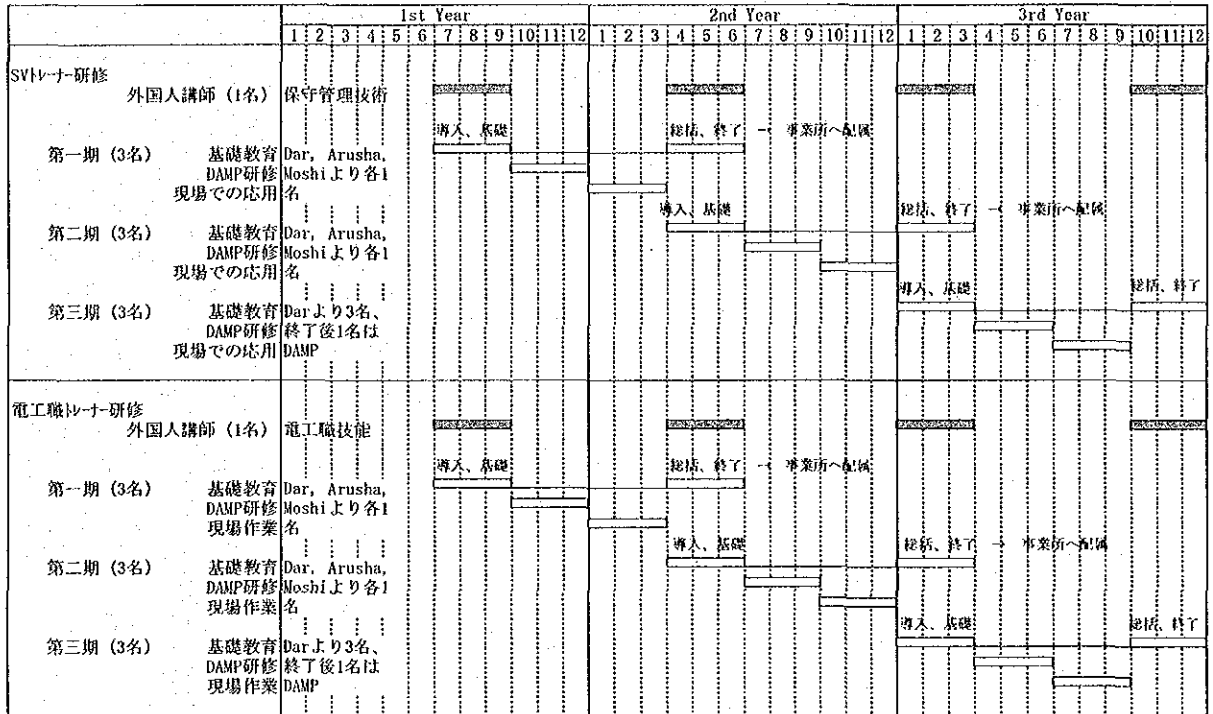 1st Year 2nd Year 3rd Year
1 2 3 4 5 6 7 8 9 10 11 12 1 2 3 4 5 6 7 8 9 10 11 12 1 2 3 4 5 6 7 8 9 10 11 12
SVトレーナー研修
外国人講師（1名） 保守管理技術
導入、基礎 総括、終了 → 事業所へ配属
第一期（3名） 基礎教育 Dar, Arusha,
DAMP研修 Moshiより各1
現場での応用 名
導入、基礎 総括、終了 → 事業所へ配属
第二期（3名） 基礎教育 Dar, Arusha,
DAMP研修 Moshiより各1
現場での応用 名
導入、基礎 総括、終了
第三期（3名） 基礎教育 Darより3名、
DAMP研修 終了後1名は
現場での応用 DAMP
電工職トレーナー研修
外国人講師（1名） 電工職技能
導入、基礎 総括、終了 → 事業所へ配属
第一期（3名） 基礎教育 Dar, Arusha,
DAMP研修 Moshiより各1
現場作業 名
導入、基礎 総括、終了 → 事業所へ配属
第二期（3名） 基礎教育 Dar, Arusha,
DAMP研修 Moshiより各1
現場作業 名
導入、基礎 総括、終了
第三期（3名） 基礎教育 Darより3名、
DAMP研修 終了後1名は
現場作業 DAMP